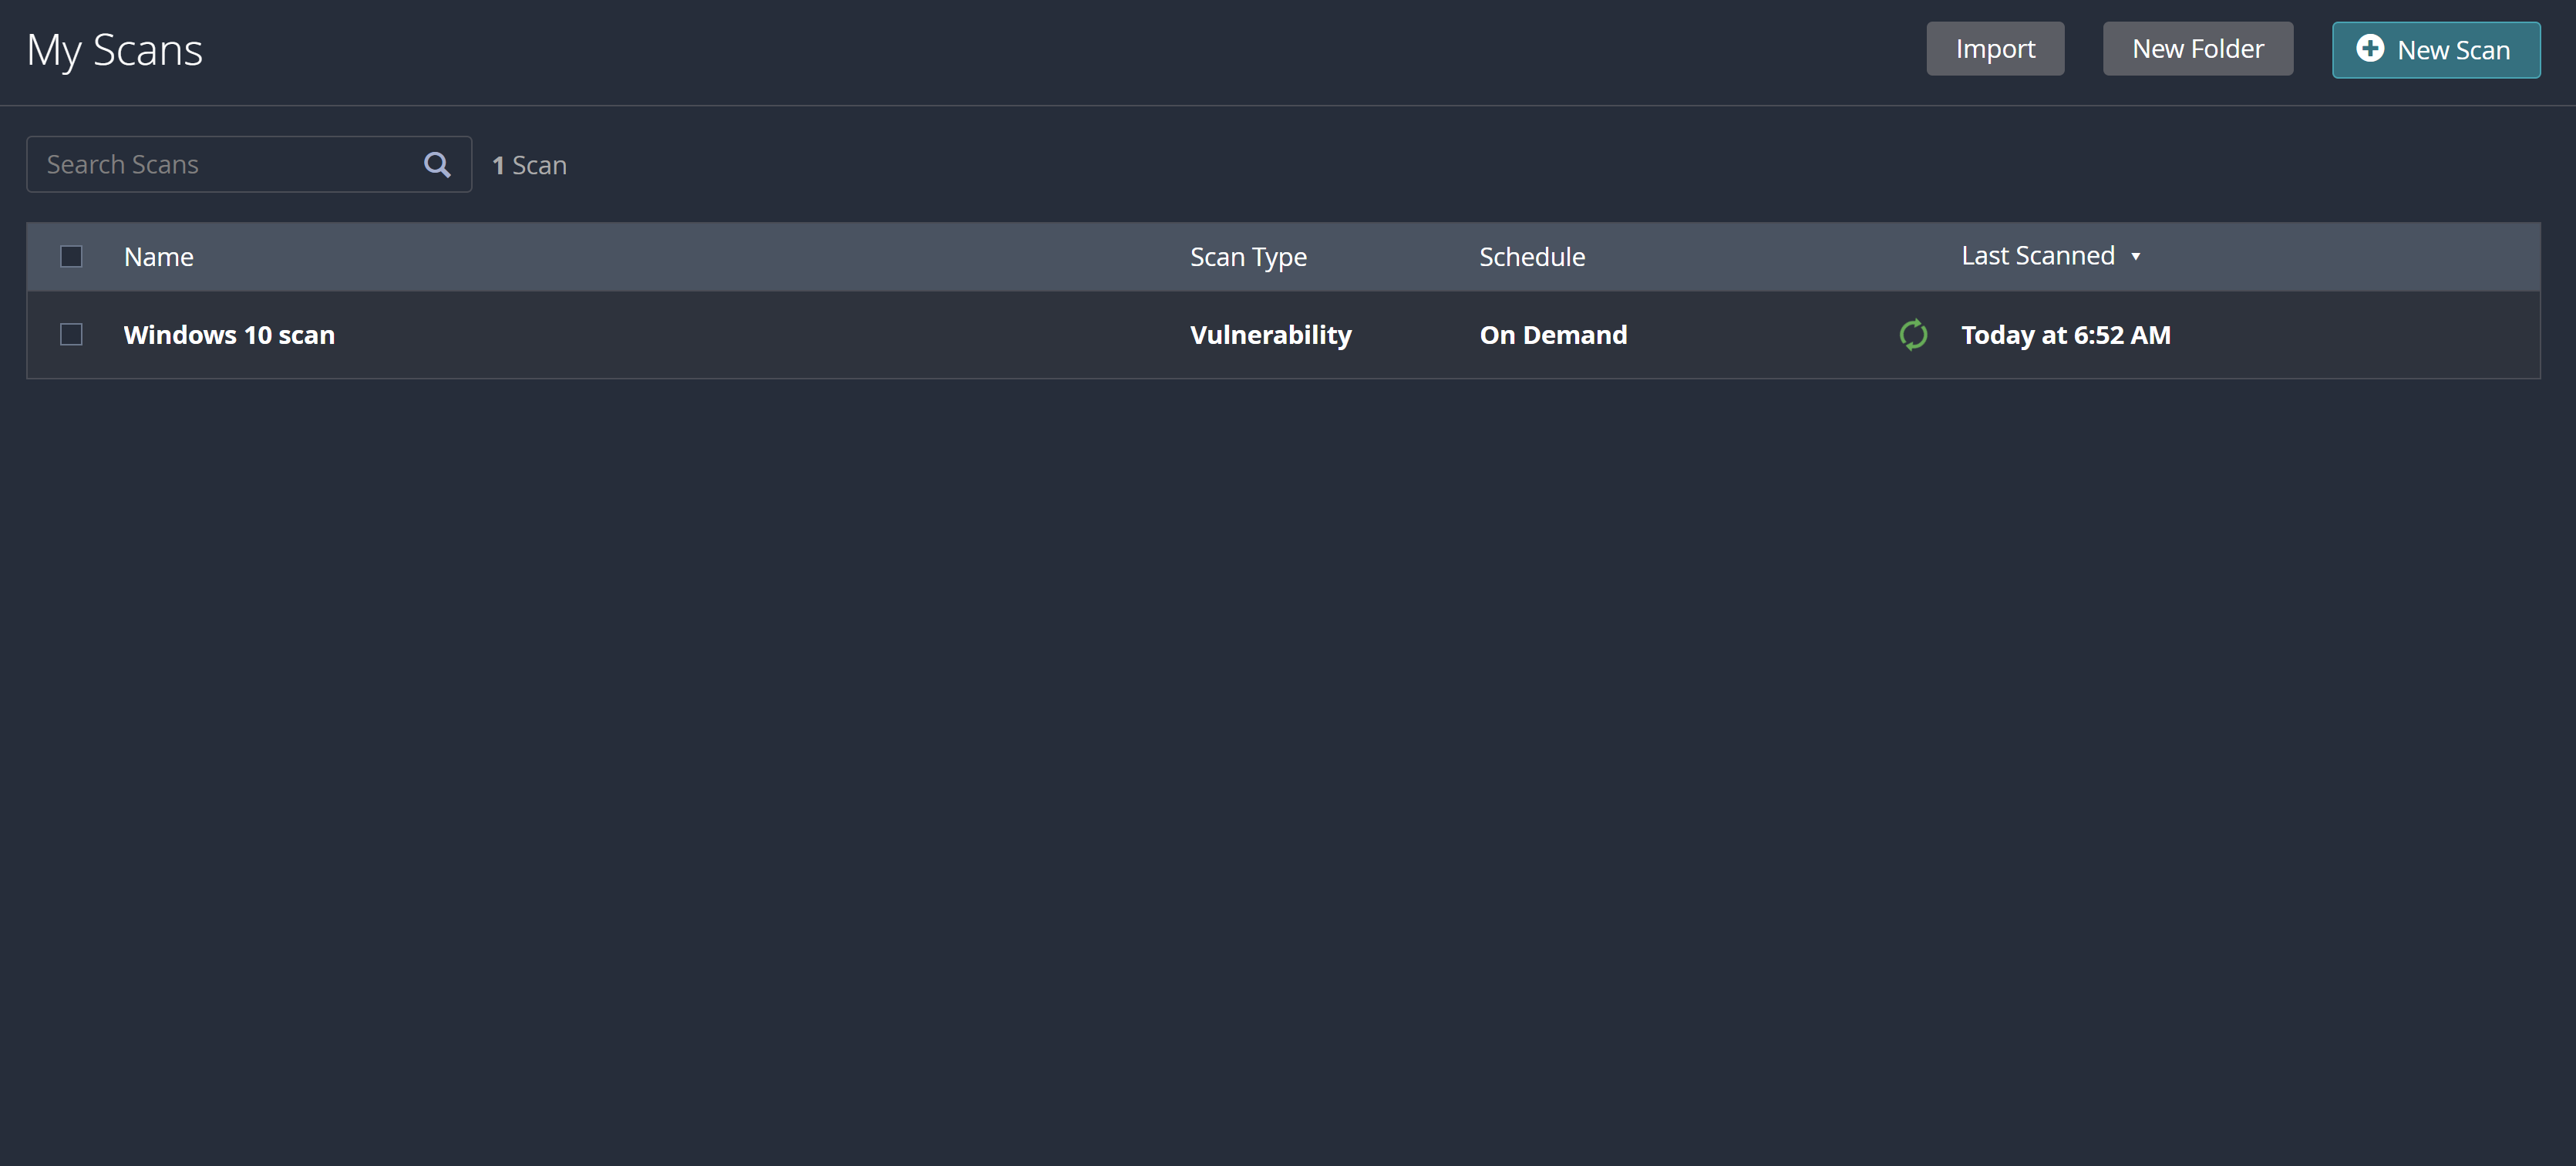 My Scans
Import
New Folder
New Scan
Search Scans
1 Scan
Name Scan Type Schedule Last Scanned
Windows 10 scan Vulnerability On Demand Today at 6:52 AM